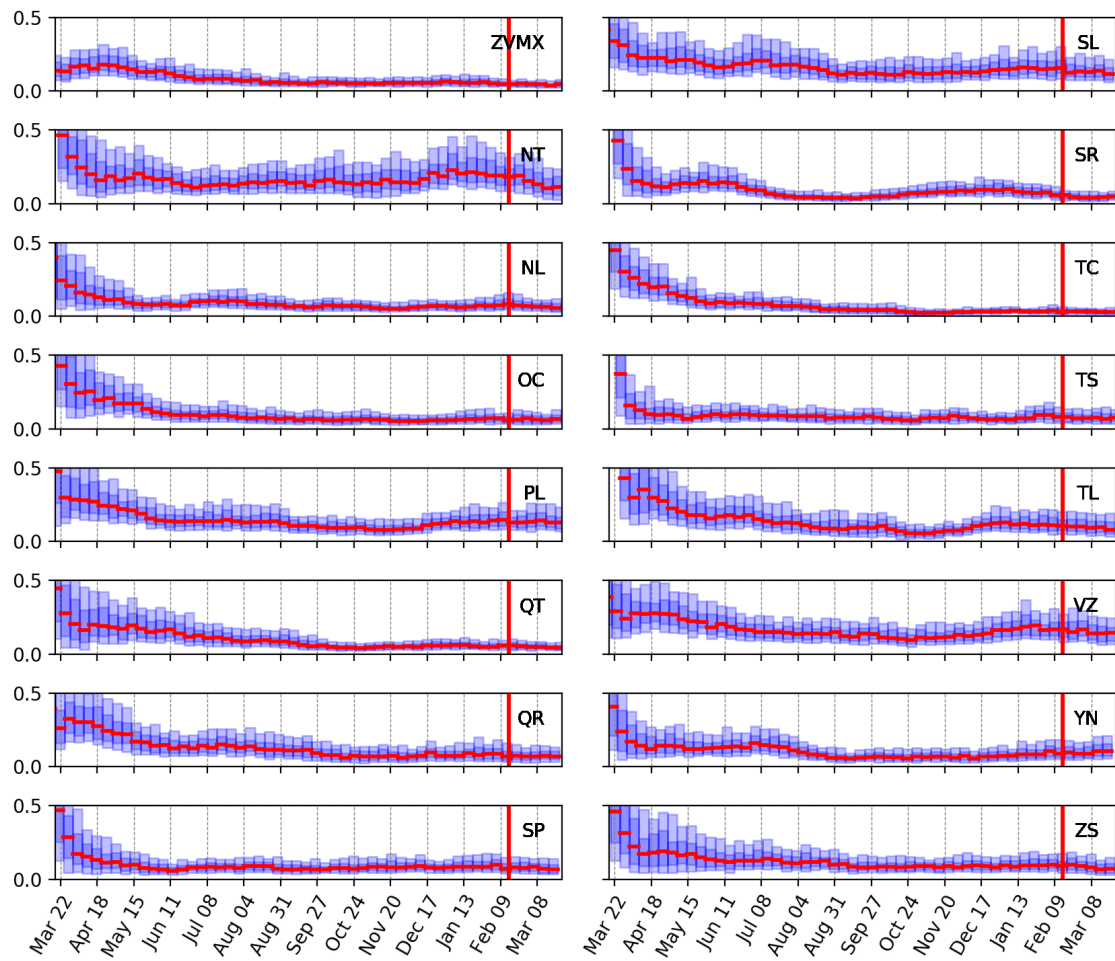 0.5
0.0
ZVMX
SL
0.5
0.0
NT
SR
0.5
0.0
NL
TC
0.5
0.0
OC
TS
0.5
0.0
PL
TL
0.5
0.0
QT
VZ
0.5
0.0
QR
YN
0.5
0.0
SP
ZS
Mar 22
Apr 18
May 15
Jun 11
Jul 08
Aug 04
Aug 31
Sep 27
Oct 24
Nov 20
Dec 17
Jan 13
Feb 09
Mar 08
Mar 22
Apr 18
May 15
Jun 11
Jul 09
Aug 04
Aug 31
Sep 27
Oct 24
Nov 20
Dec 17
Jan 13
Feb 09
Mar 08